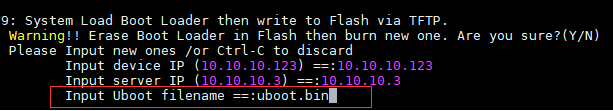 9: System Load Boot Loader then write to Flash via TFTP.
Warning!! Erase Boot Loader in Flash then burn new one. Are you sure?(Y/N)
Please Input new ones /or Ctrl-C to discard
Input device IP (10.10.10.123) ==:10.10.10.123
Input server IP (10.10.10.3) ==:10.10.10.3
Input Uboot filename ==:uboot.bin